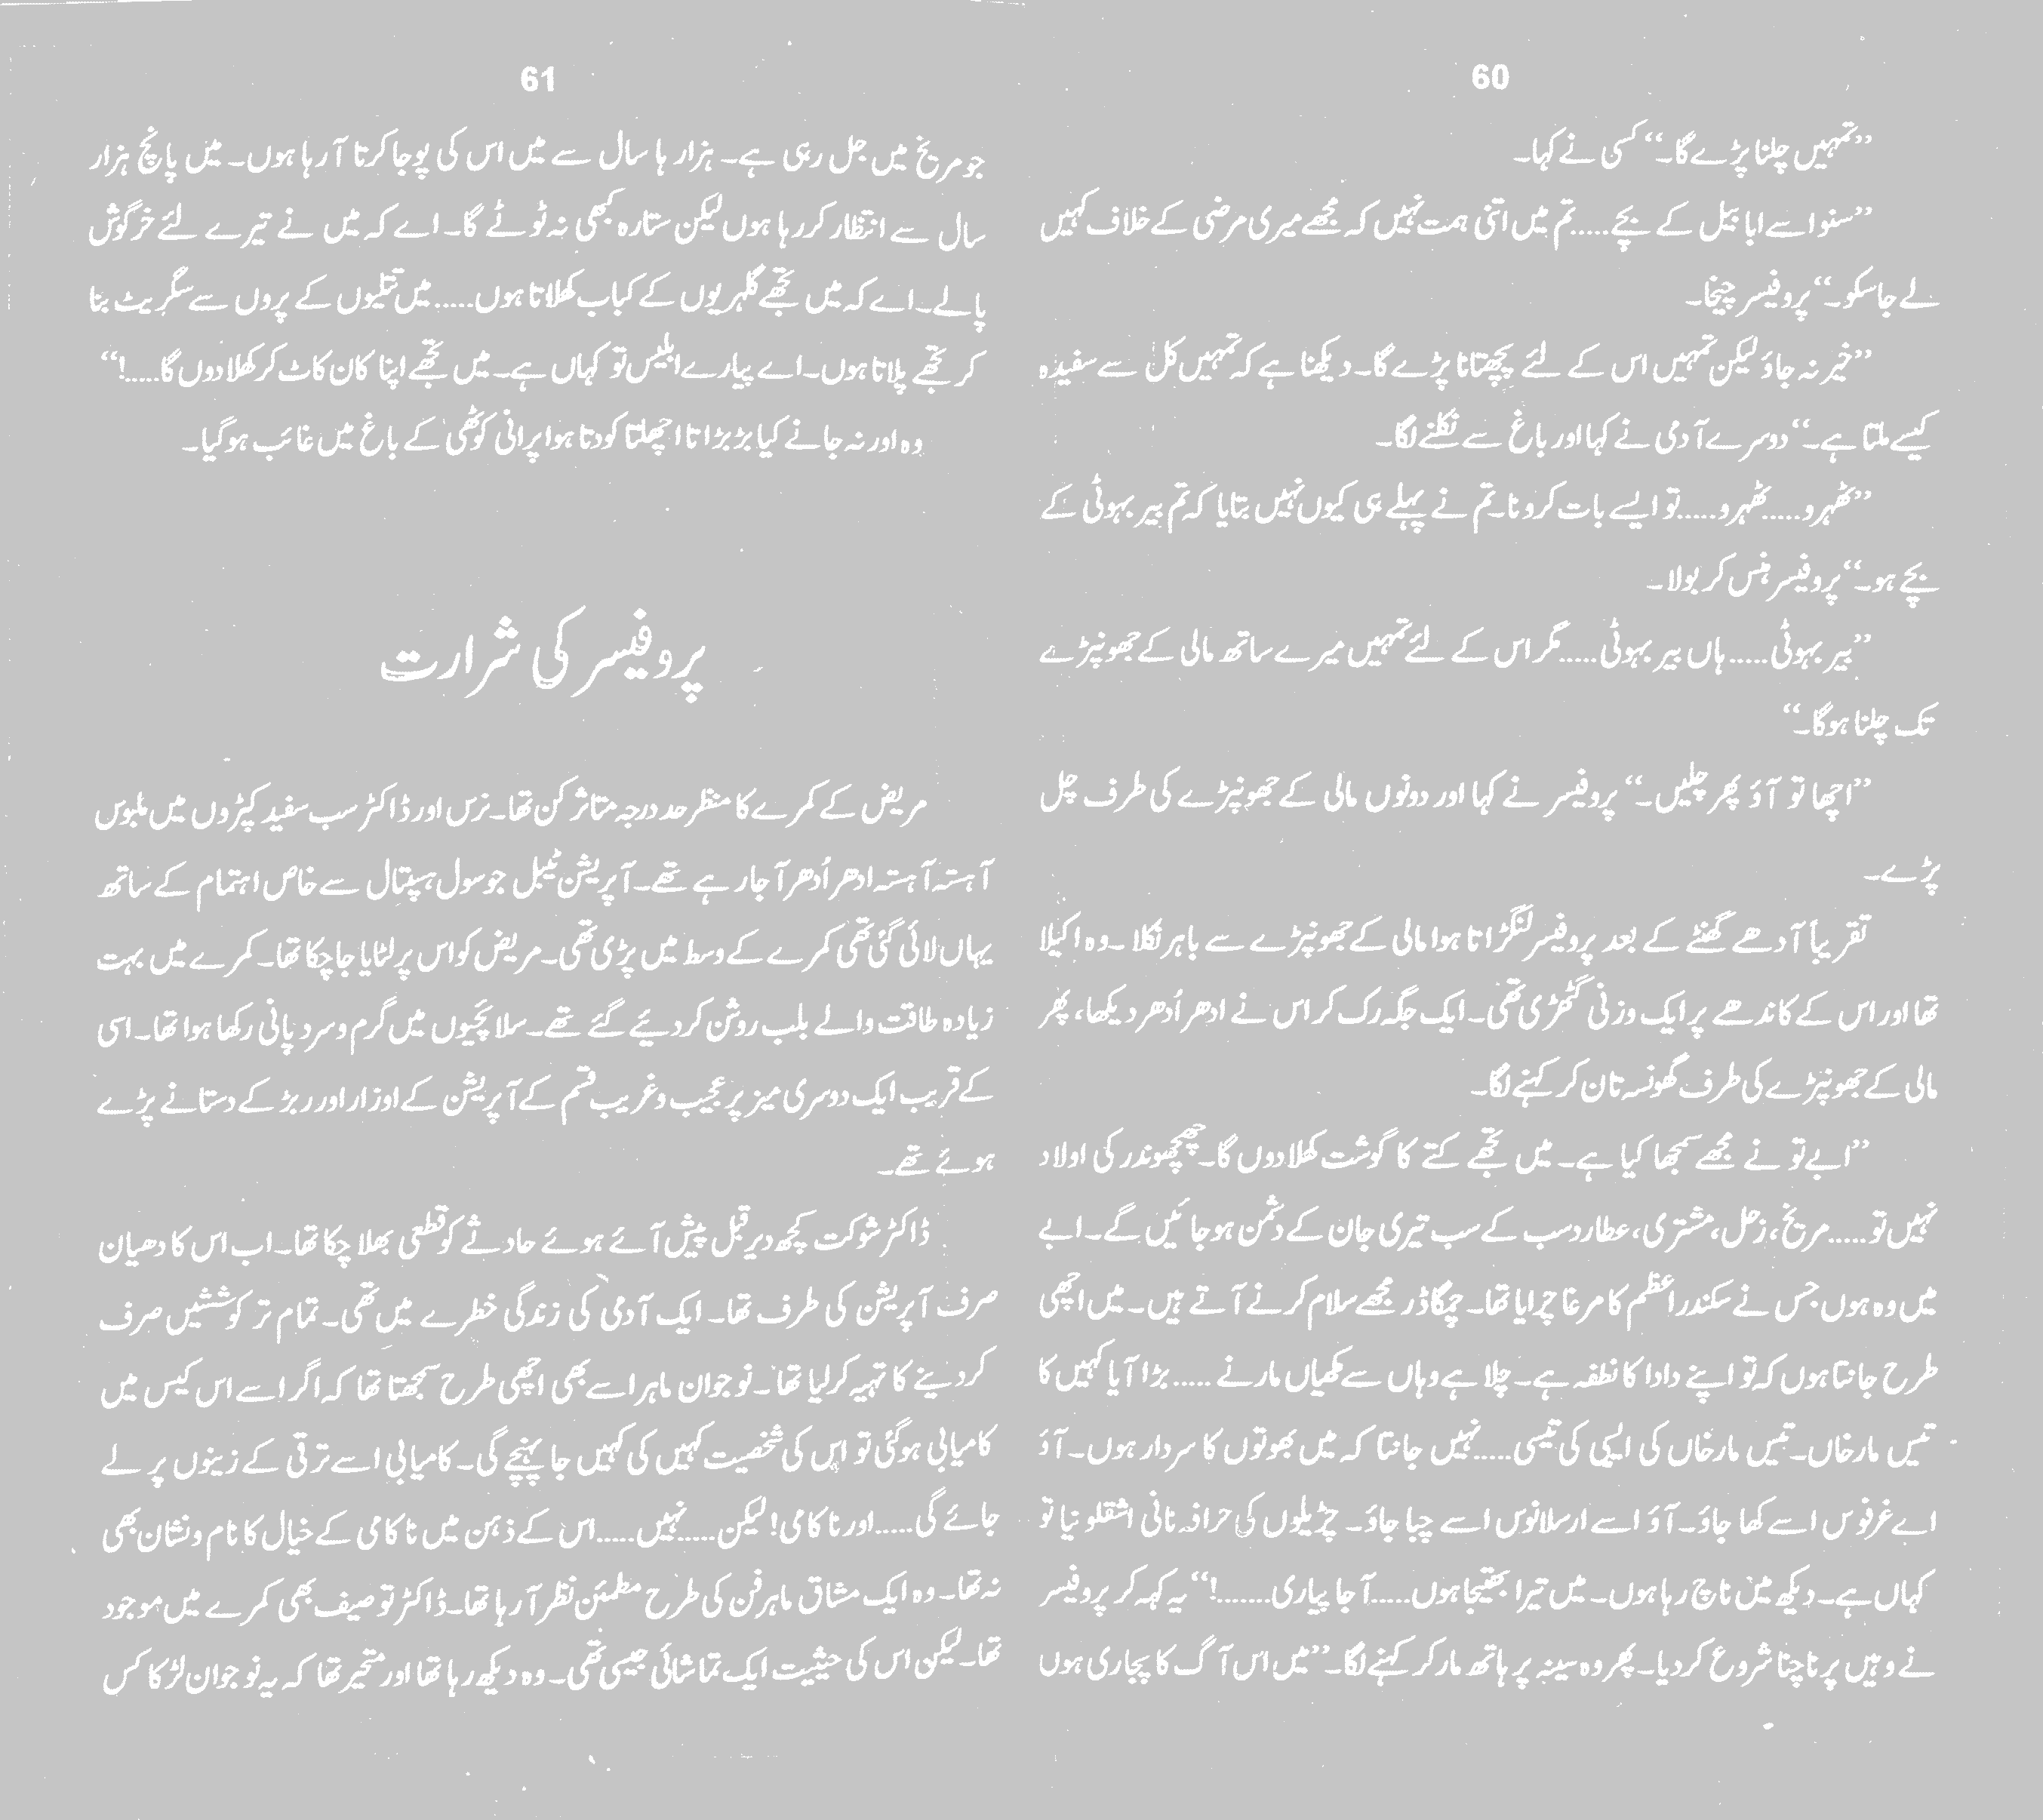 60
”تمہیں چلنا پڑے گا۔“ کسی نے کہا۔
”سنو اسے ابابیل کے بچے.....تم میں اتنی ہمت نہیں کہ مجھے میری مرضی کے خلاف کہیں
لے جاسکو۔“ پروفیسر چیخا۔
”خیر نہ جاؤ لیکن تمہیں اس کے لئے پچھتانا پڑے گا۔ دیکھنا ہے کہ تمہیں کل سے سفیدہ
کیسے ملتا ہے۔“ دوسرے آدمی نے کہا اور باغ سے نکلنے لگا۔
”ٹھہرو.....ٹھہرو.....تو ایسے بات کرو نا۔ تم نے پہلے ہی کیوں نہیں بتایا کہ تم بیر بہوٹی کے
بچے ہو۔“ پروفیسر ہنس کر بولا۔
”بیر بہوٹی.....ہاں بیر بہوٹی.....مگر اس کے لئے تمہیں میرے ساتھ مالی کے جھونپڑے
تک چلنا ہوگا۔“
”اچھا تو آؤ پھر چلیں۔“ پروفیسر نے کہا اور دونوں مالی کے جھونپڑے کی طرف چل
پڑے۔
تقریباً آدھے گھنٹے کے بعد پروفیسر لنگڑاتا ہوا مالی کے جھونپڑے سے باہر نکلا۔ وہ اکیلا
تھا اور اس کے کاندھے پر ایک وزنی گٹھڑی تھی۔ ایک جگہ رک کر اس نے ادھر اُدھر دیکھا، پھر
مالی کے جھونپڑے کی طرف گھونسہ تان کر کہنے لگا۔
”ابے تو نے مجھے سمجھا کیا ہے۔ میں تجھے کتے کا گوشت کھلا دوں گا۔ چھچھوندر کی اولاد
نہیں تو.....مریخ، زحل، مشتری، عطارد سب کے سب تیری جان کے دشمن ہوجائیں گے۔ ابے
میں وہ ہوں جس نے سکندر اعظم کا مرغا چرایا تھا۔ چمگاڈر مجھے سلام کرنے آتے ہیں۔ میں اچھی
طرح جانتا ہوں کہ تو اپنے دادا کا نطفہ ہے۔ چلا ہے وہاں سے مکھیاں مارنے ..... بڑا آیا کہیں کا
تیس مار خاں۔ تیس مار خاں کی ایسی کی تیسی.....نہیں جانتا کہ میں بھوتوں کا سردار ہوں۔ آؤ
اے غرنوس اسے کھا جاؤ۔ آؤ اسے ارسلانوس اسے چبا جاؤ۔ چڑیلوں کی حرافہ نانی اشقلونیا تو
کہاں ہے۔ دیکھ میں ناچ رہا ہوں۔ میں تیرا بھتیجا ہوں.....آجا پیاری.......!“ یہ کہہ کر پروفیسر
نے وہیں پر ناچنا شروع کردیا۔ پھر وہ سینہ پر ہاتھ مار کر کہنے لگا۔ ”میں اس آگ کا پجاری ہوں
61
جو مریخ میں جل رہی ہے۔ ہزار ہا سال سے میں اس کی پوجا کرتا آ رہا ہوں۔ میں پانچ ہزار
سال سے انتظار کررہا ہوں لیکن ستارہ کبھی نہ ٹوٹے گا۔ اے کہ میں نے تیرے لئے خرگوش
پالے۔ اے کہ میں تجھے گلہریوں کے کباب کھلاتا ہوں.....میں تتلیوں کے پروں سے سگریٹ بنا
کر تجھے پلاتا ہوں۔ اے پیارے ابلیس تو کہاں ہے۔ میں تجھے اپنا کان کاٹ کر کھلا دوں گا.....!“
وہ اور نہ جانے کیا بڑبڑاتا اچھلتا کودتا ہوا پرانی کوٹھی کے باغ میں غائب ہوگیا۔
پروفیسر کی شرارت
مریض کے کمرے کا منظر حد درجہ متاثر کن تھا۔ نرس اور ڈاکٹر سب سفید کپڑوں میں ملبوس
آہستہ آہستہ ادھر اُدھر آ جا رہے تھے۔ آپریشن ٹیبل جو سول ہسپتال سے خاص اہتمام کے ساتھ
یہاں لائی گئی تھی کمرے کے وسط میں پڑی تھی۔ مریض کو اس پر لٹایا جاچکا تھا۔ کمرے میں بہت
زیادہ طاقت والے بلب روشن کردیئے گئے تھے۔ سلاپچیوں میں گرم و سرد پانی رکھا ہوا تھا۔ اسی
کے قریب ایک دوسری میز پر عجیب و غریب قسم کے آپریشن کے اوزار اور ربڑ کے دستانے پڑے
ہوئے تھے۔
ڈاکٹر شوکت کچھ دیر قبل پیش آئے ہوئے حادثے کو قطعی بھلا چکا تھا۔ اب اس کا دھیان
صرف آپریشن کی طرف تھا۔ ایک آدمی کی زندگی خطرے میں تھی۔ تمام تر کوششیں صرف
کردینے کا تہیہ کرلیا تھا۔ نوجوان ماہر اسے بھی اچھی طرح سمجھتا تھا کہ اگر اسے اس کیس میں
کامیابی ہوگئی تو اس کی شخصیت کہیں کی کہیں جا پہنچے گی۔ کامیابی اسے ترقی کے زینوں پر لے
جائے گی.....اور ناکامی! لیکن.....نہیں.....اس کے ذہن میں ناکامی کے خیال کا نام و نشان بھی
نہ تھا۔ وہ ایک مشاق ماہر فن کی طرح مطمئن نظر آرہا تھا۔ ڈاکٹر توصیف بھی کمرے میں موجود
تھا۔ لیکن اس کی حیثیت ایک تماشائی جیسی تھی۔ وہ دیکھ رہا تھا اور متحیر تھا کہ یہ نوجوان لڑکا کس